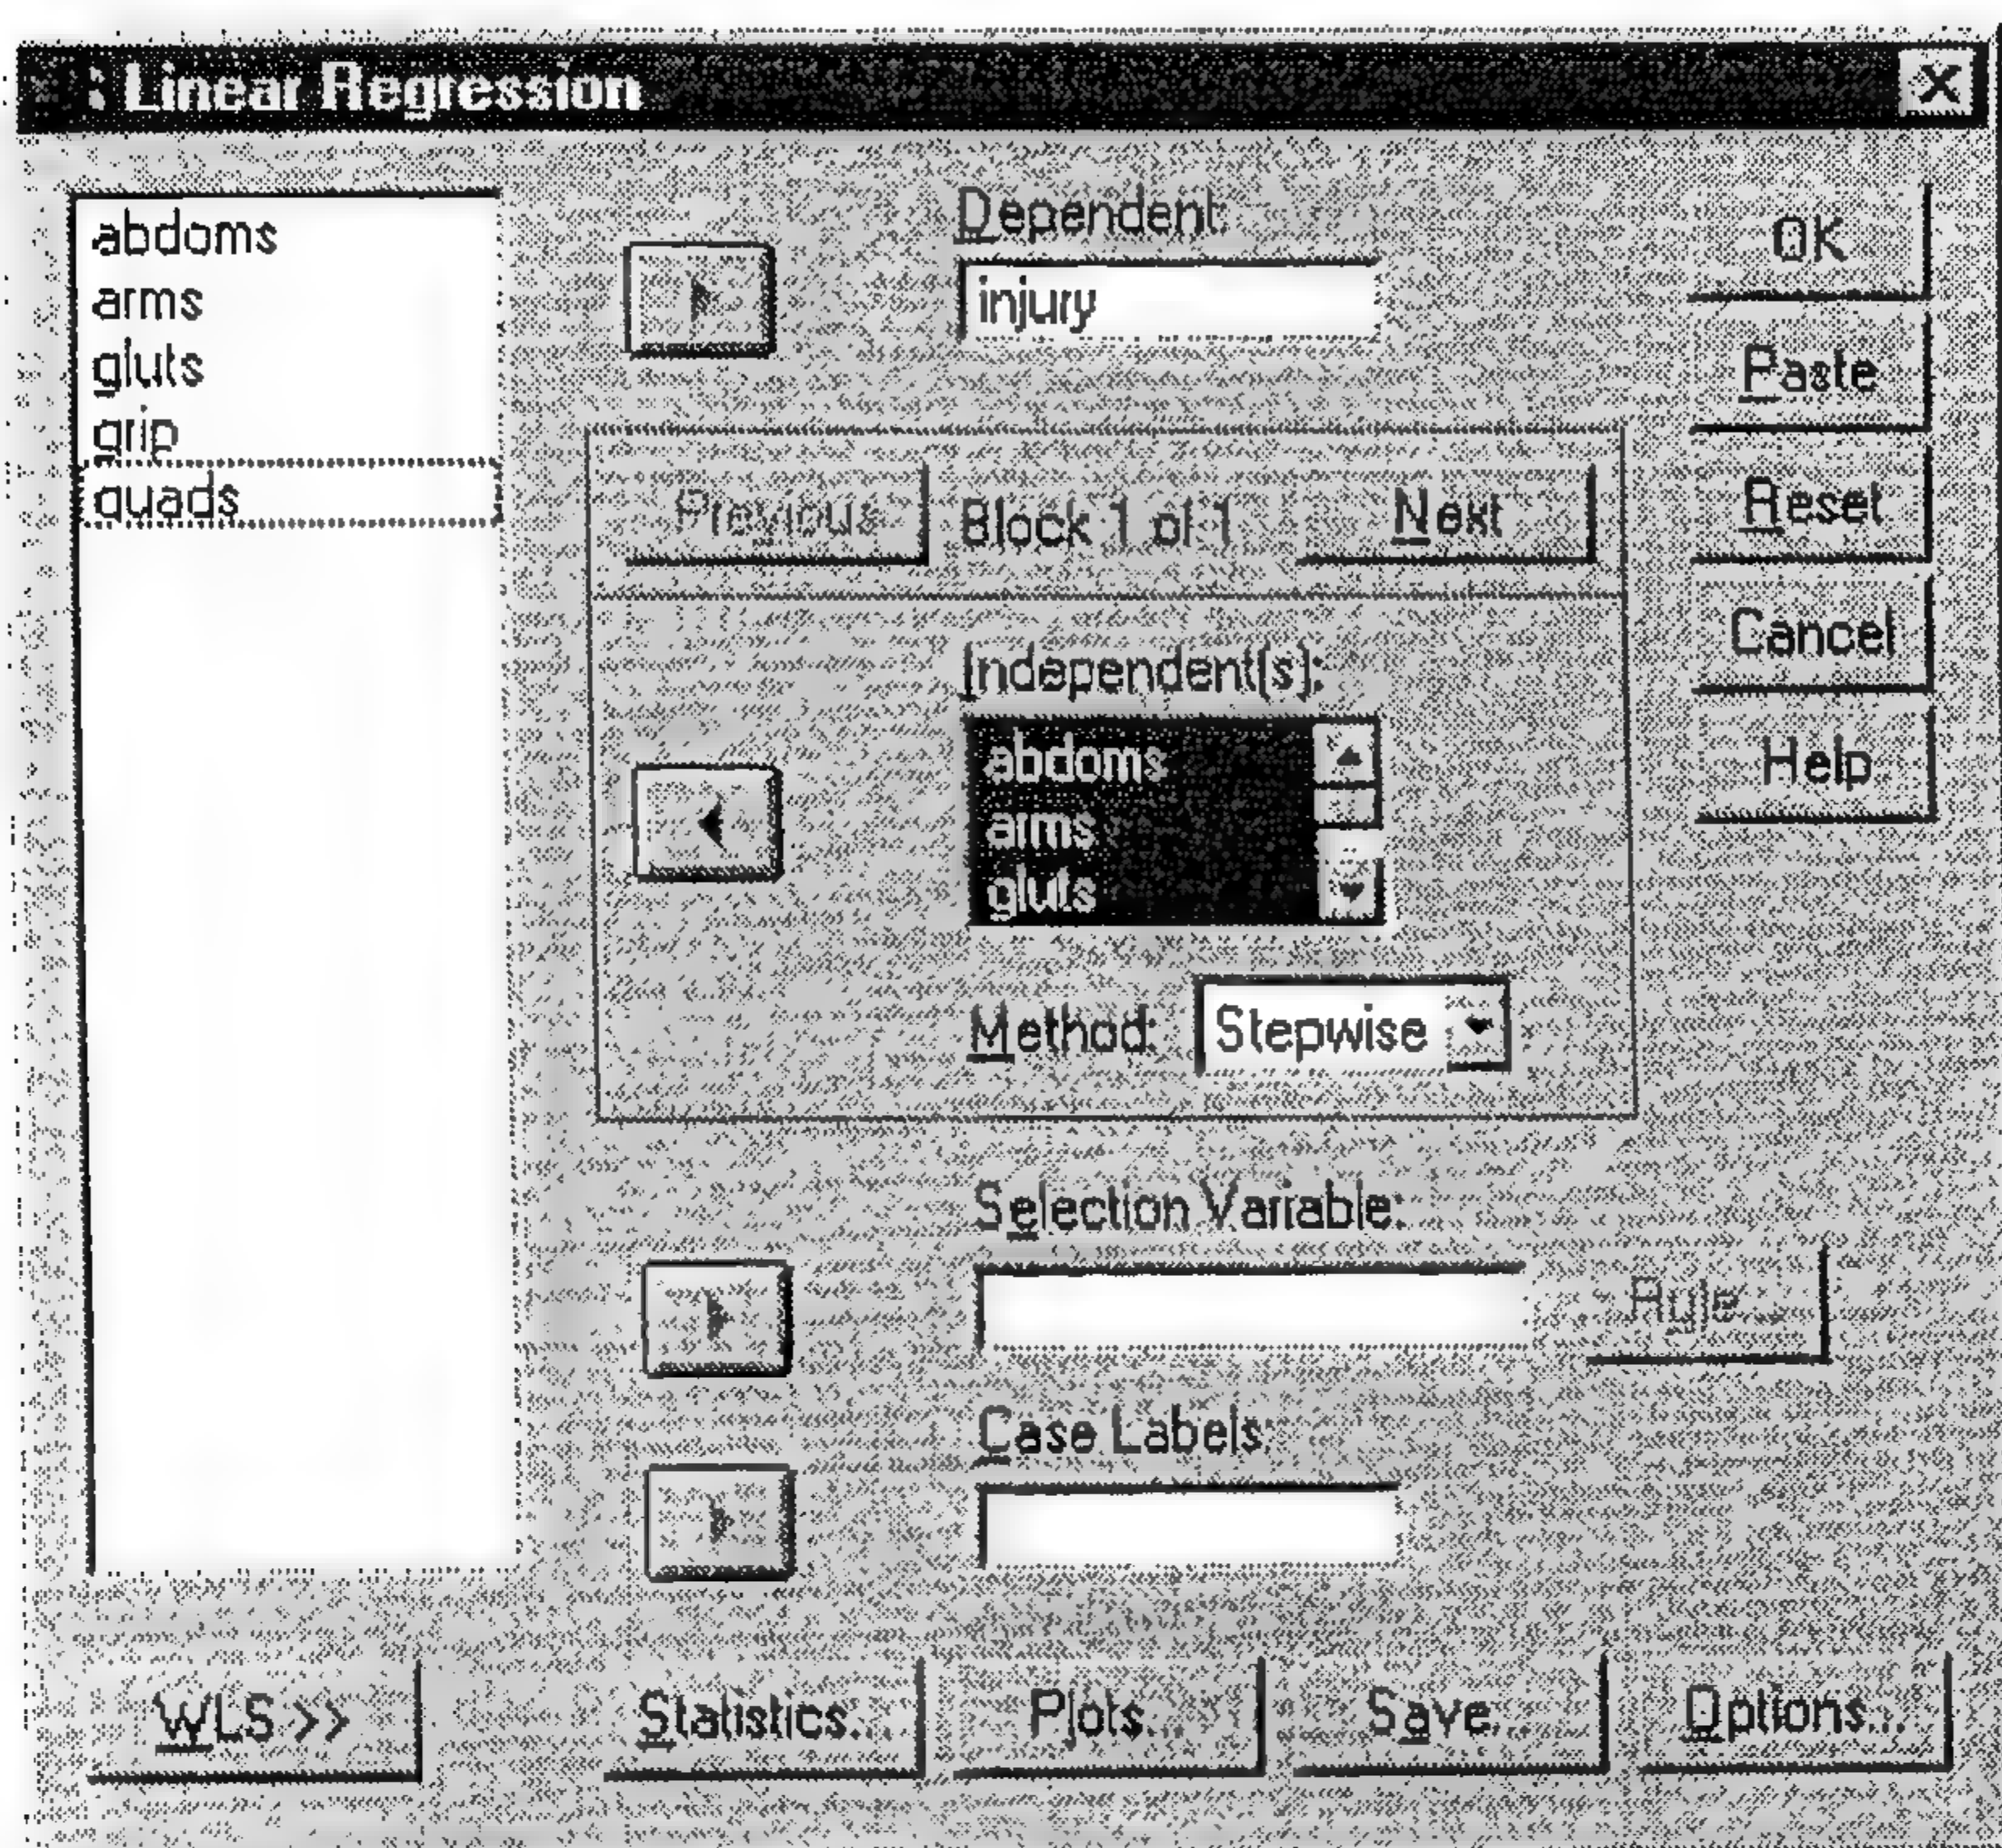 Linear Regression
abdoms
arms
gluts
grip
quads
Dependent:
injury
OK
Paste
Reset
Cancel
Help
Previous
Block 1 of 1
Next
Independent(s):
abdoms
arms
gluts
Method:
Stepwise
Selection Variable:
Rule...
Case Labels:
WLS >>
Statistics...
Plots...
Save...
Options...